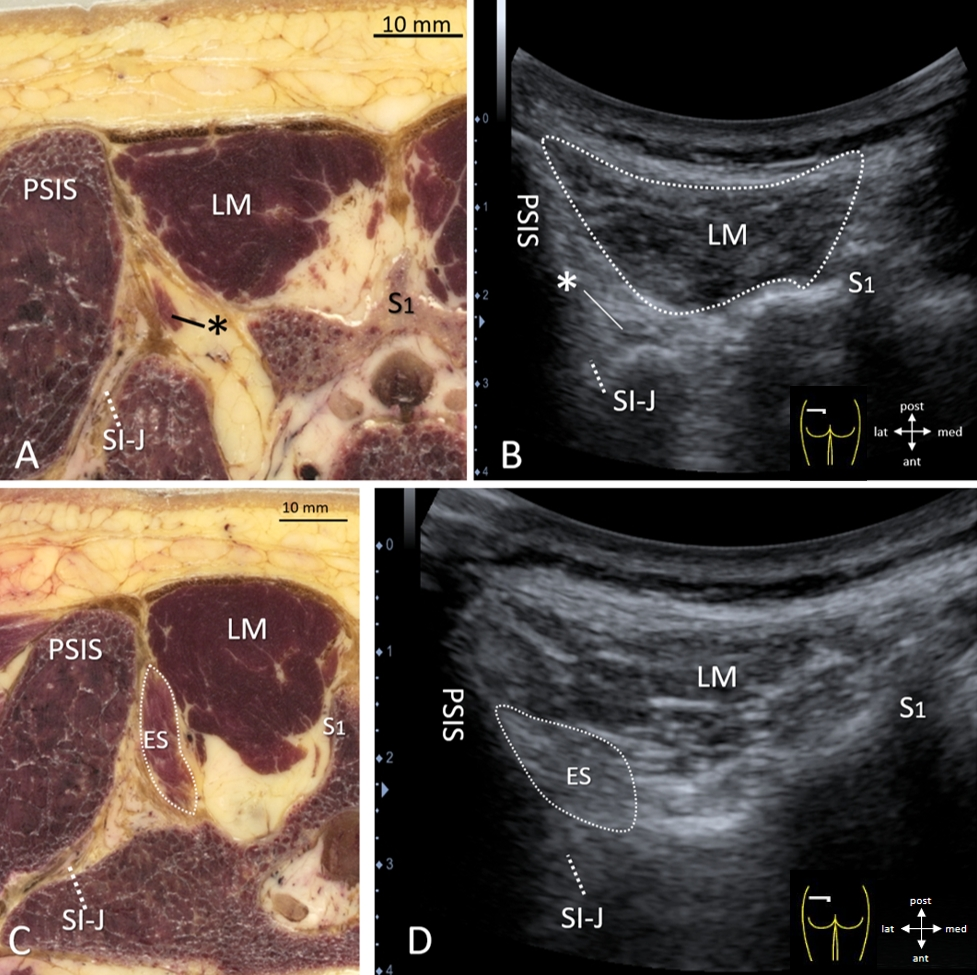 10 mm
PSIS
LM
S1
*
SI-J
A
0
1
2
3
4
PSIS
LM
S1
*
SI-J
B
post
lat med
ant
10 mm
PSIS
LM
ES
S1
SI-J
C
0
1
2
3
4
PSIS
LM
S1
ES
SI-J
D
post
lat med
ant